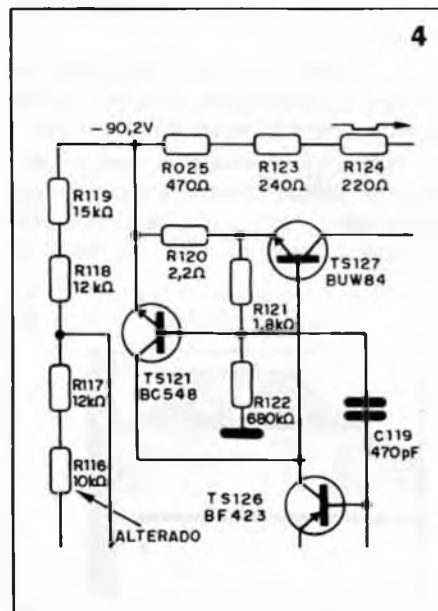 4
-90,2V
R025
470Ω
R123
240Ω
R124
220Ω
R119
15kΩ
R120
2,2Ω
TS127
BUW84
R118
12kΩ
R121
1,8kΩ
TS121
BC548
R117
12kΩ
R122
680kΩ
C119
470pF
R116
10kΩ
TS126
BF423
ALTERADO